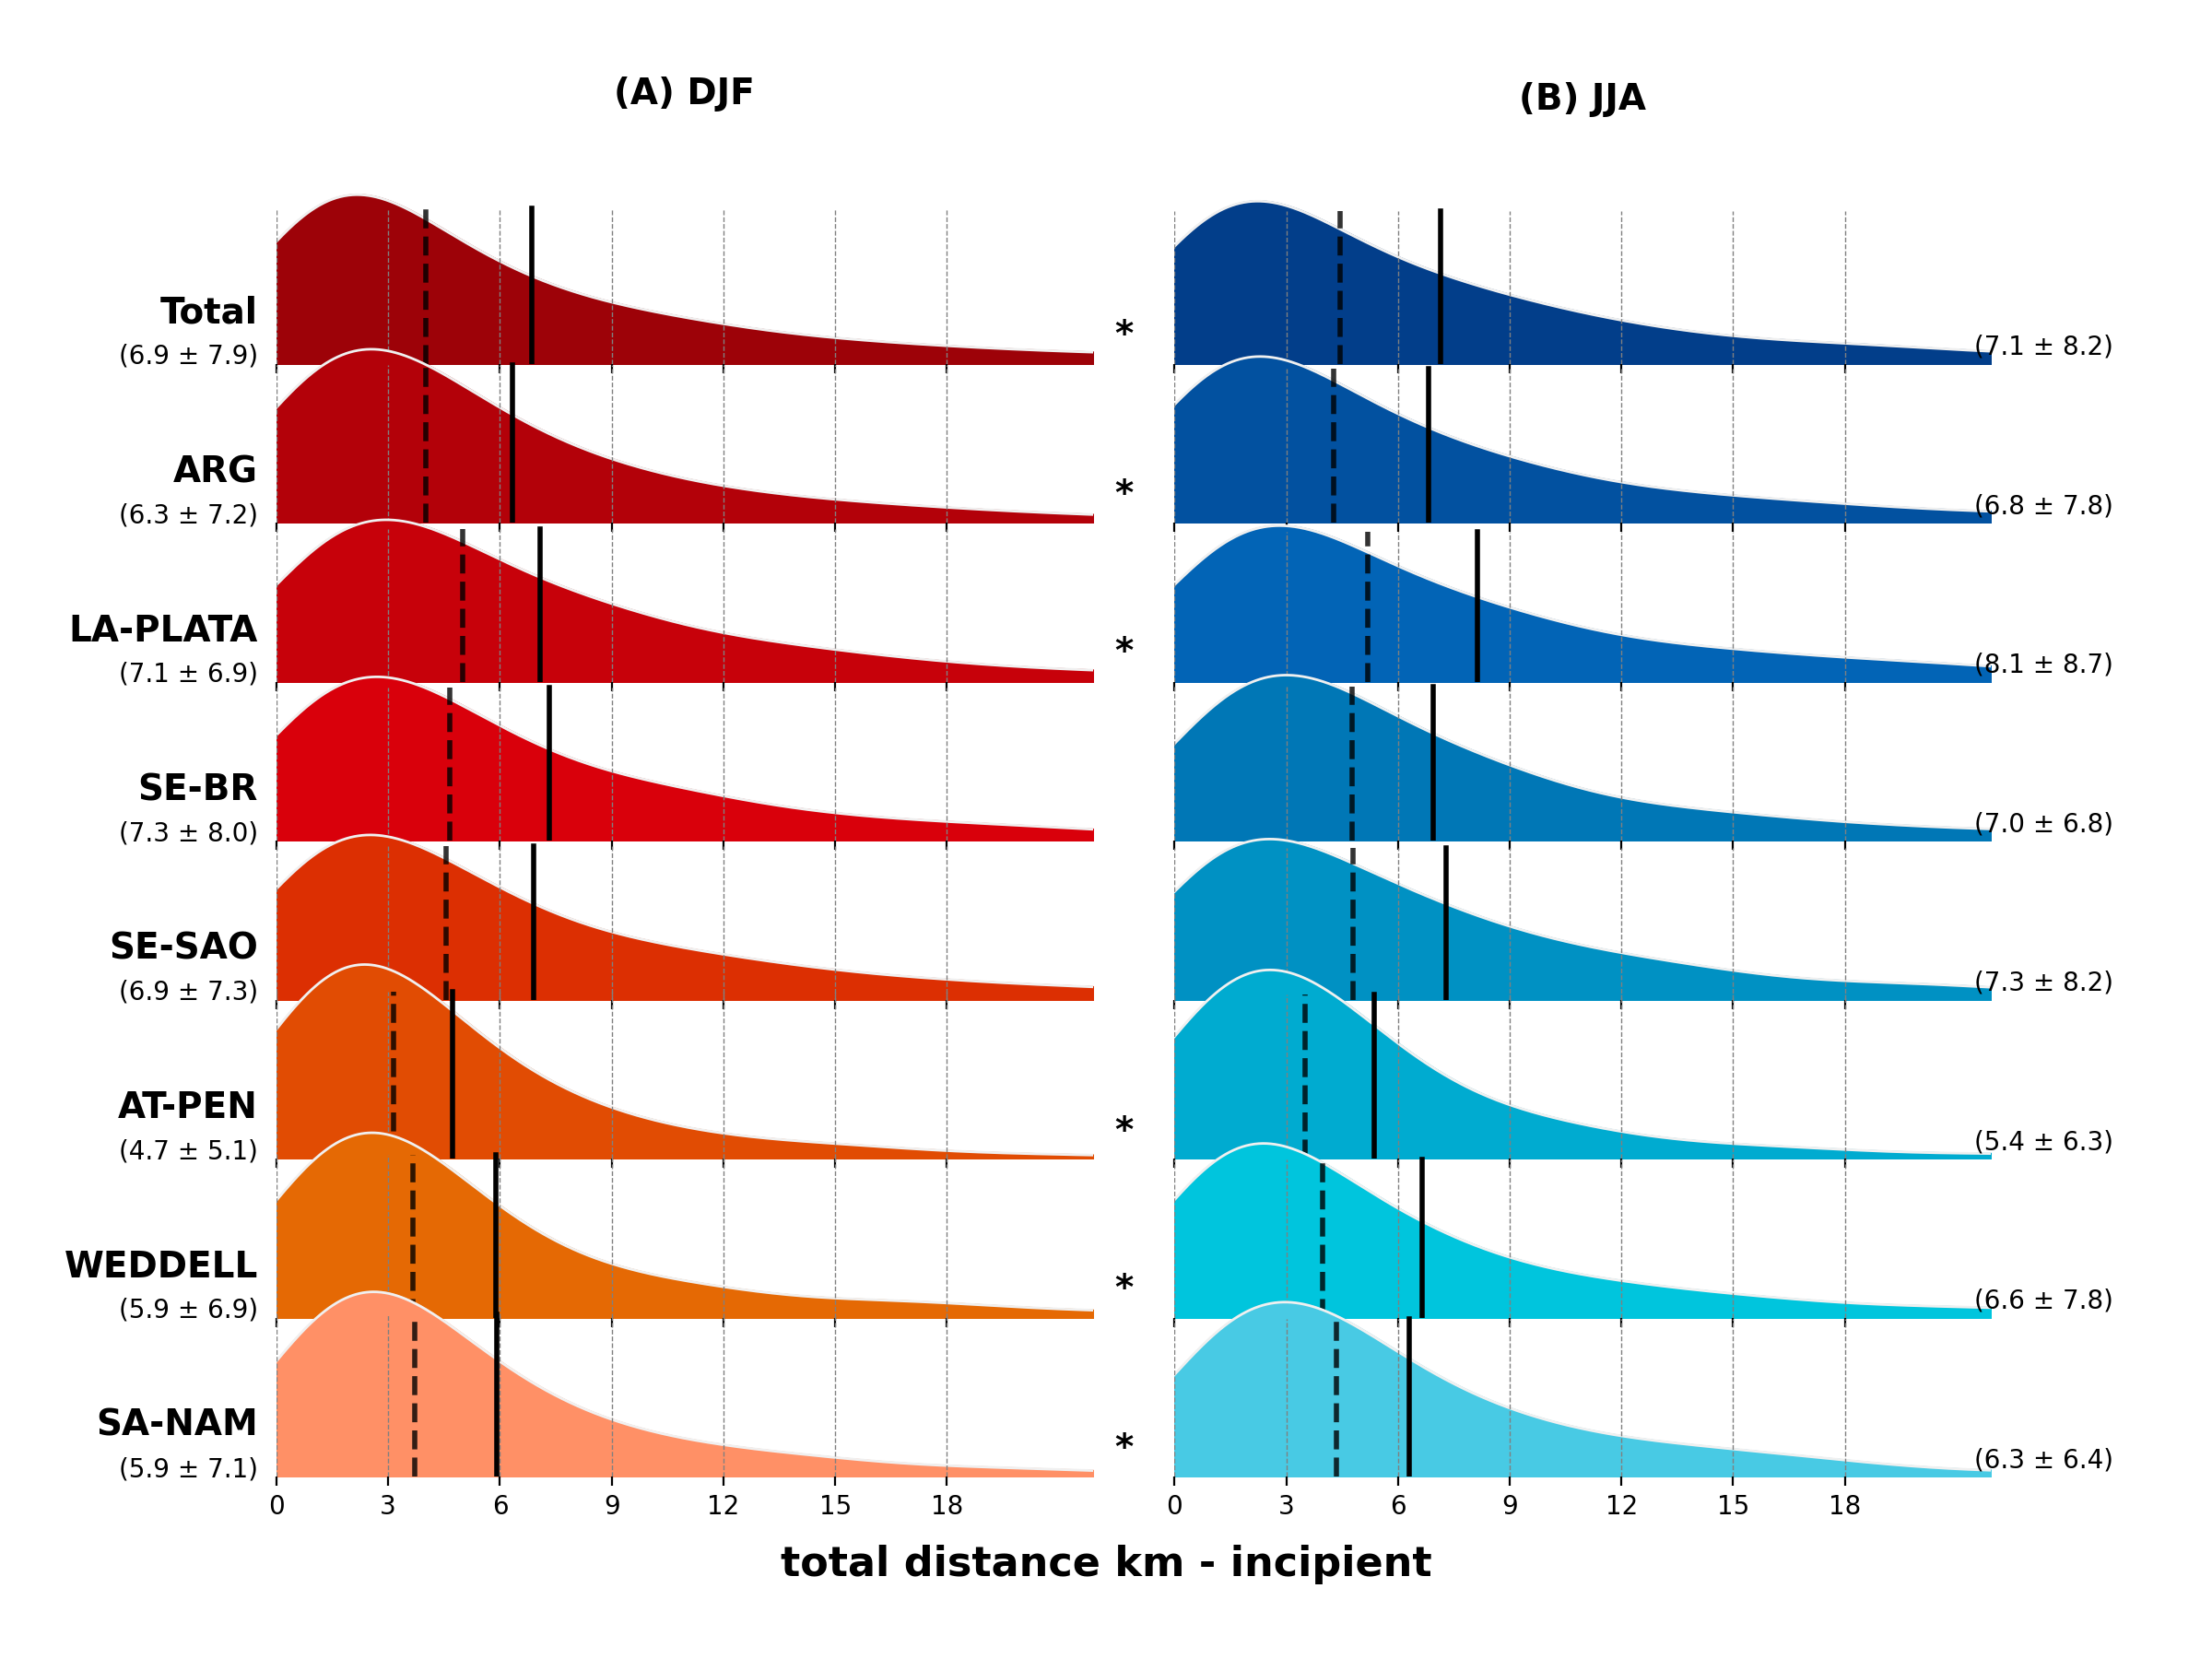 (A) DJF
(B) JJA
Total
(6.9 ± 7.9)
*
(7.1 ± 8.2)
ARG
(6.3 ± 7.2)
*
(6.8 ± 7.8)
LA-PLATA
(7.1 ± 6.9)
*
(8.1 ± 8.7)
SE-BR
(7.3 ± 8.0)
(7.0 ± 6.8)
SE-SAO
(6.9 ± 7.3)
(7.3 ± 8.2)
AT-PEN
(4.7 ± 5.1)
*
(5.4 ± 6.3)
WEDDELL
(5.9 ± 6.9)
*
(6.6 ± 7.8)
SA-NAM
(5.9 ± 7.1)
*
(6.3 ± 6.4)
0 3 6 9 12 15 18
0 3 6 9 12 15 18
total distance km - incipient